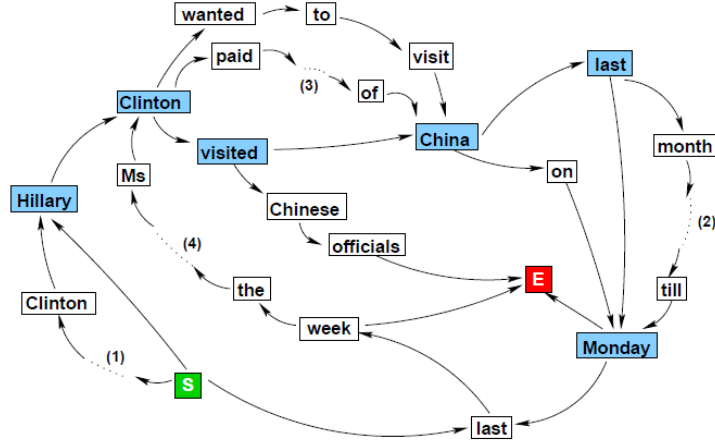 wanted
to
paid
visit
last
(3)
of
Clinton
China
month
visited
Ms
on
Hillary
Chinese
(2)
(4)
officials
E
the
till
Clinton
week
Monday
(1)
S
last